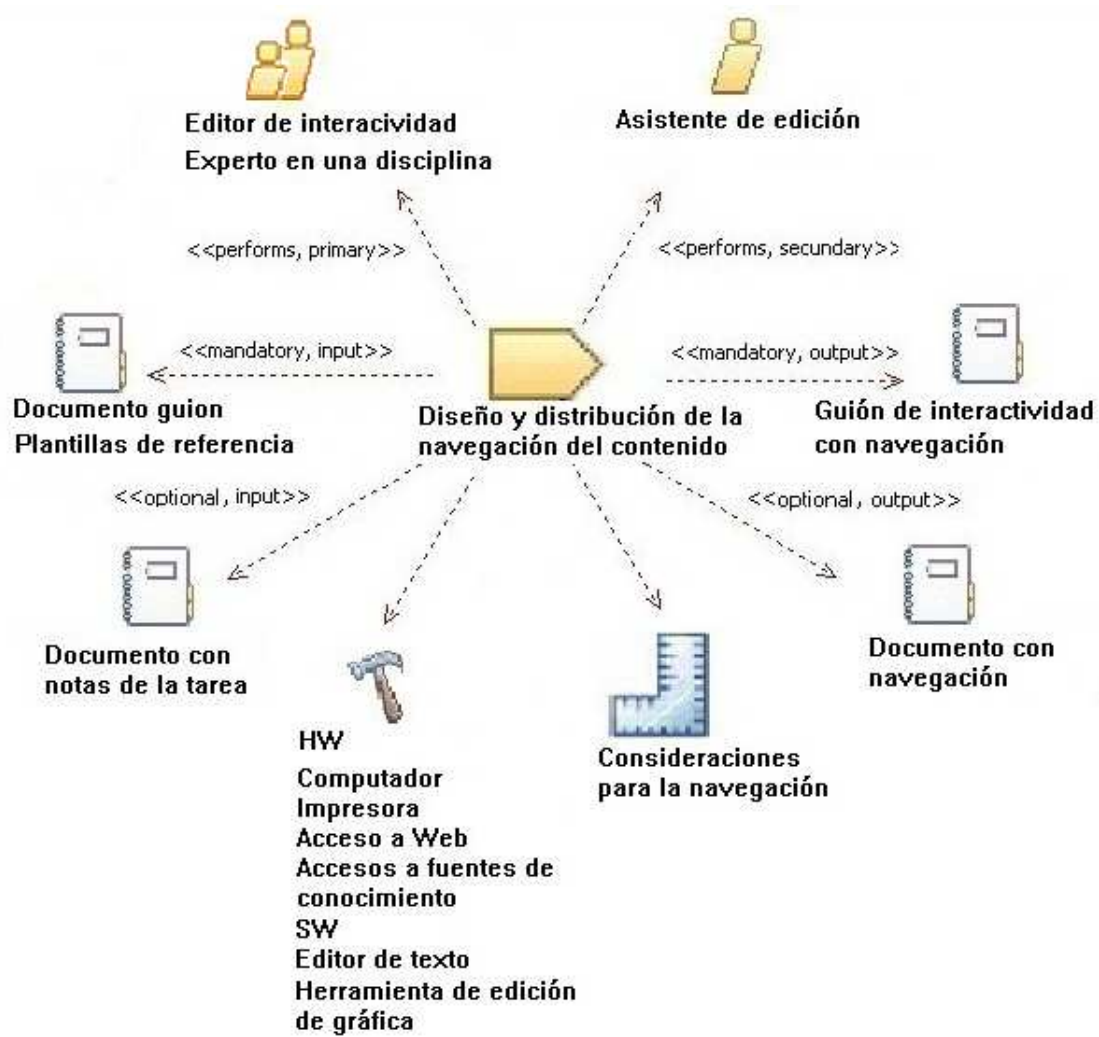 Editor de interacividad
Experto en una disciplina
Asistente de edición
<<performs, primary>>
<<performs, secundary>>
<<mandatory, input>>
<<mandatory, output>>
Documento guion
Plantillas de referencia
Diseño y distribución de la
navegación del contenido
Guión de interactividad
con navegación
<<optional, input>>
<<optional, output>>
Documento con
notas de la tarea
Documento con
navegación
HW
Computador
Impresora
Acceso a Web
Accesos a fuentes de
conocimiento
SW
Editor de texto
Herramienta de edición
de gráfica
Consideraciones
para la navegación